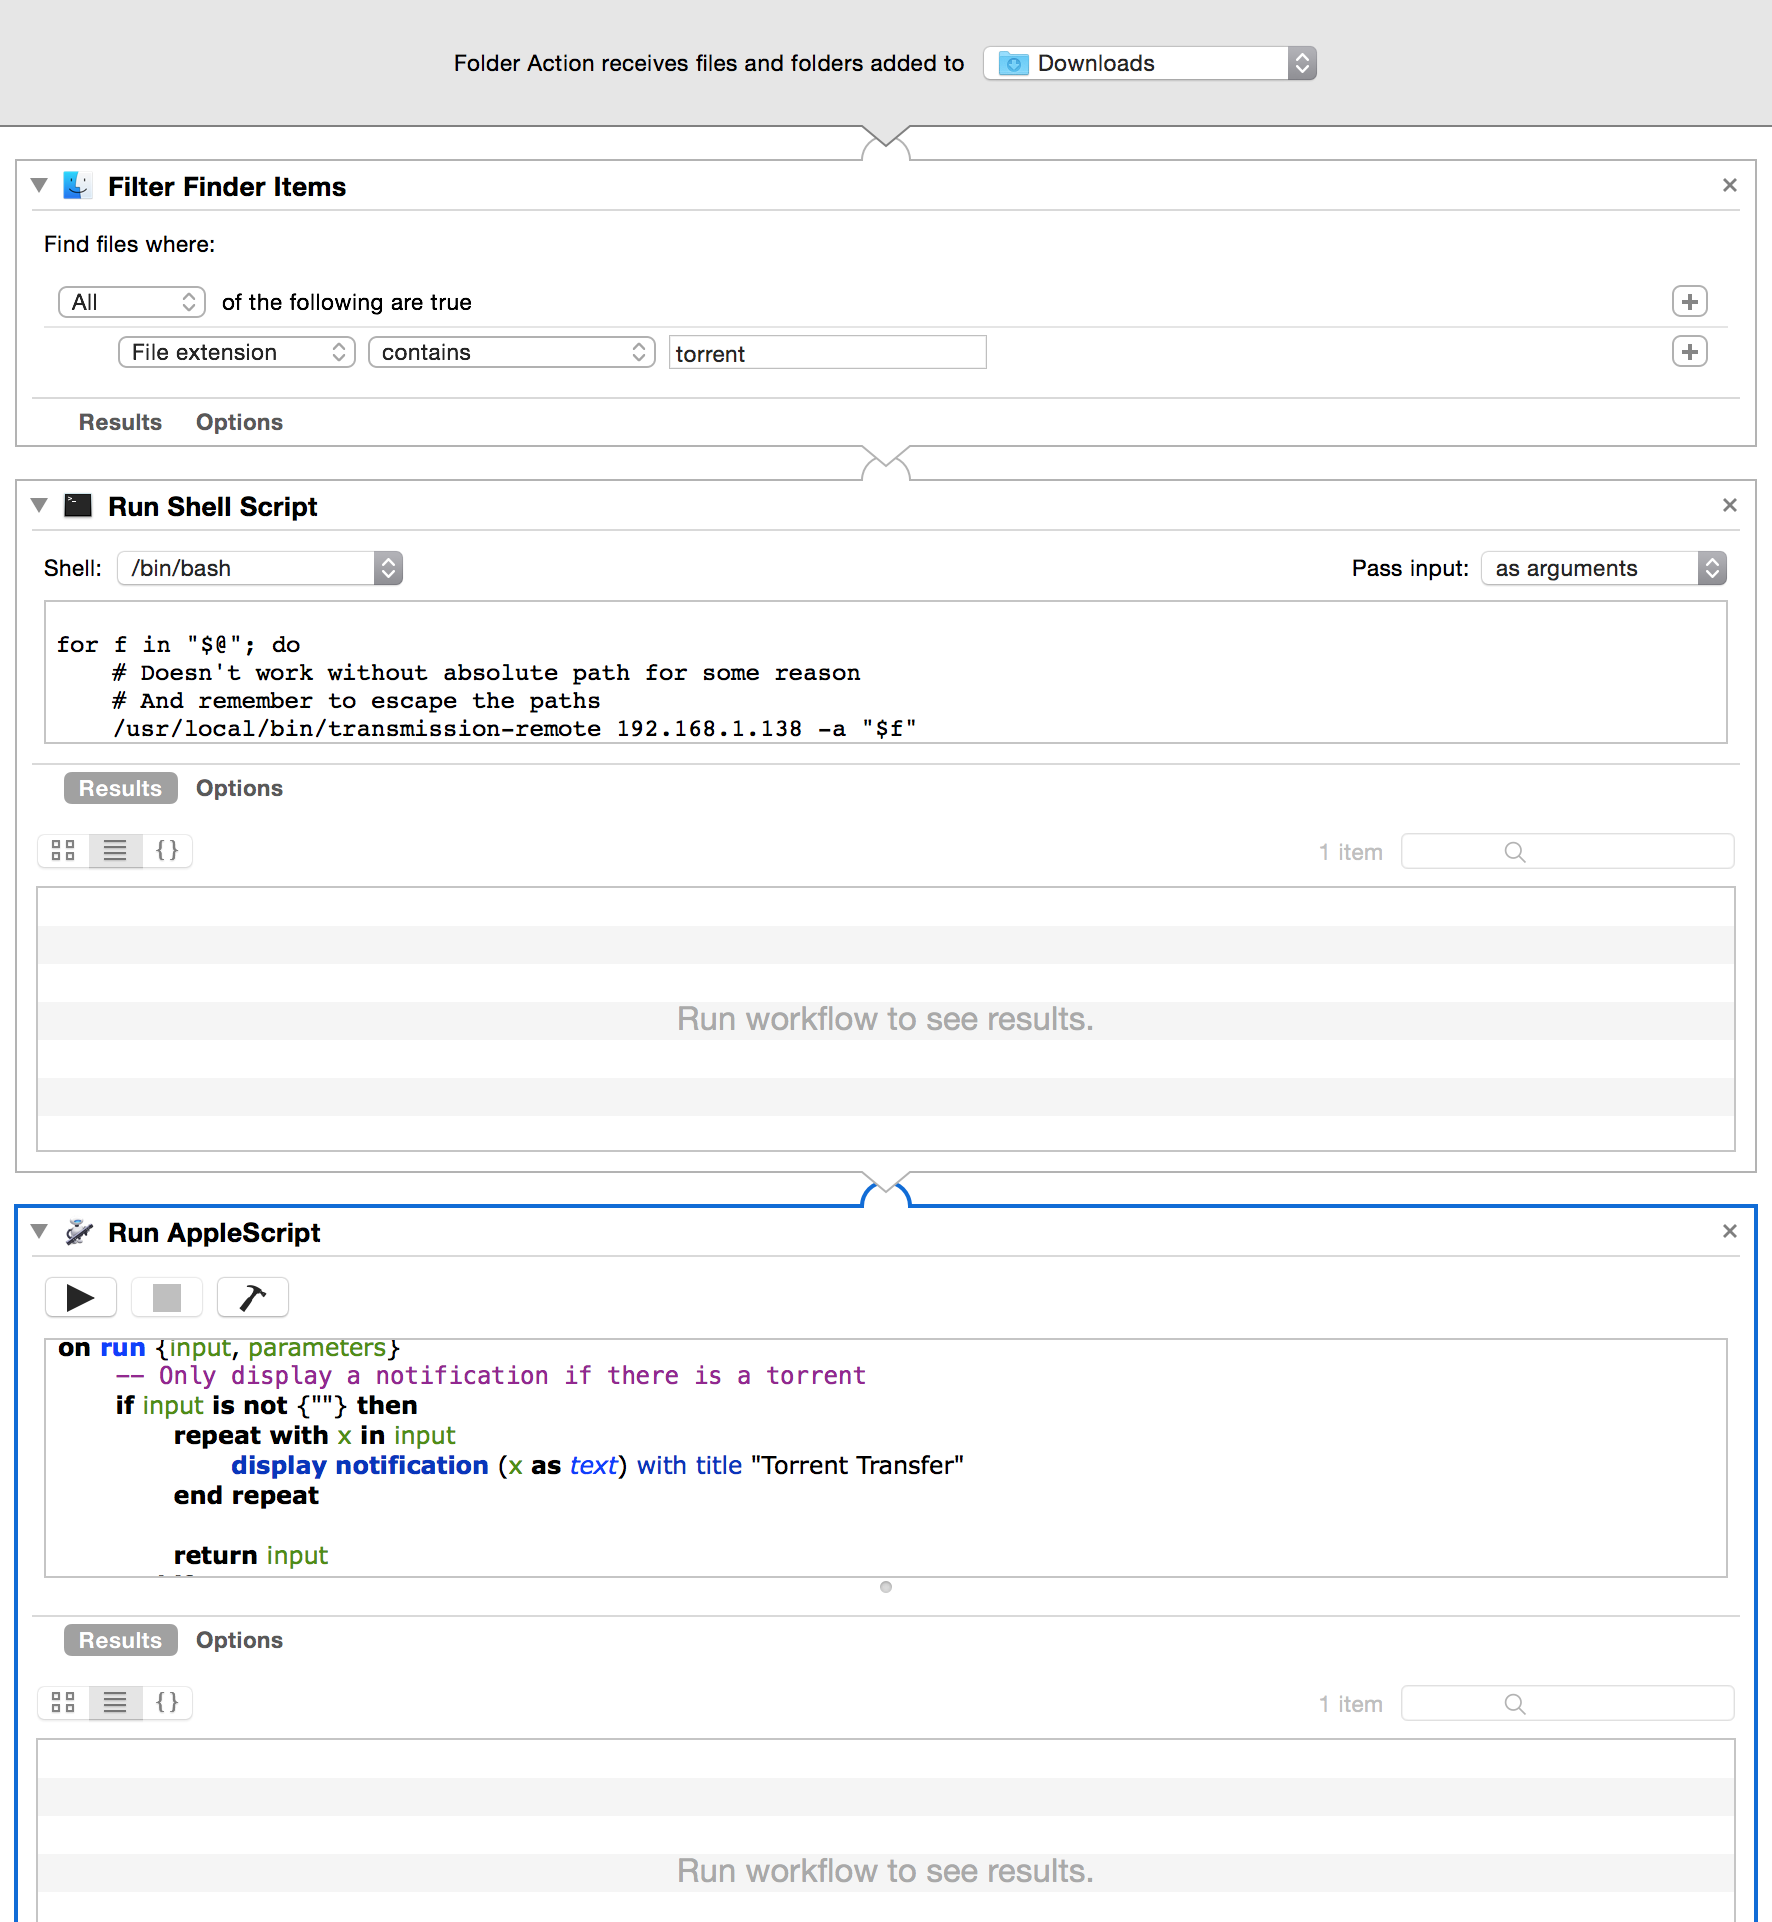 Folder Action receives files and folders added to Downloads
Filter Finder Items
Find files where:
All of the following are true
File extension contains torrent
Results Options
Run Shell Script
Shell: /bin/bash Pass input: as arguments
for f in "$@"; do
# Doesn't work without absolute path for some reason
# And remember to escape the paths
/usr/local/bin/transmission-remote 192.168.1.138 -a "$f"
Results Options
1 item
Run workflow to see results.
Run AppleScript
on run {input, parameters}
-- Only display a notification if there is a torrent
if input is not {""} then
repeat with x in input
display notification (x as text) with title "Torrent Transfer"
end repeat
return input
Results Options
1 item
Run workflow to see results.